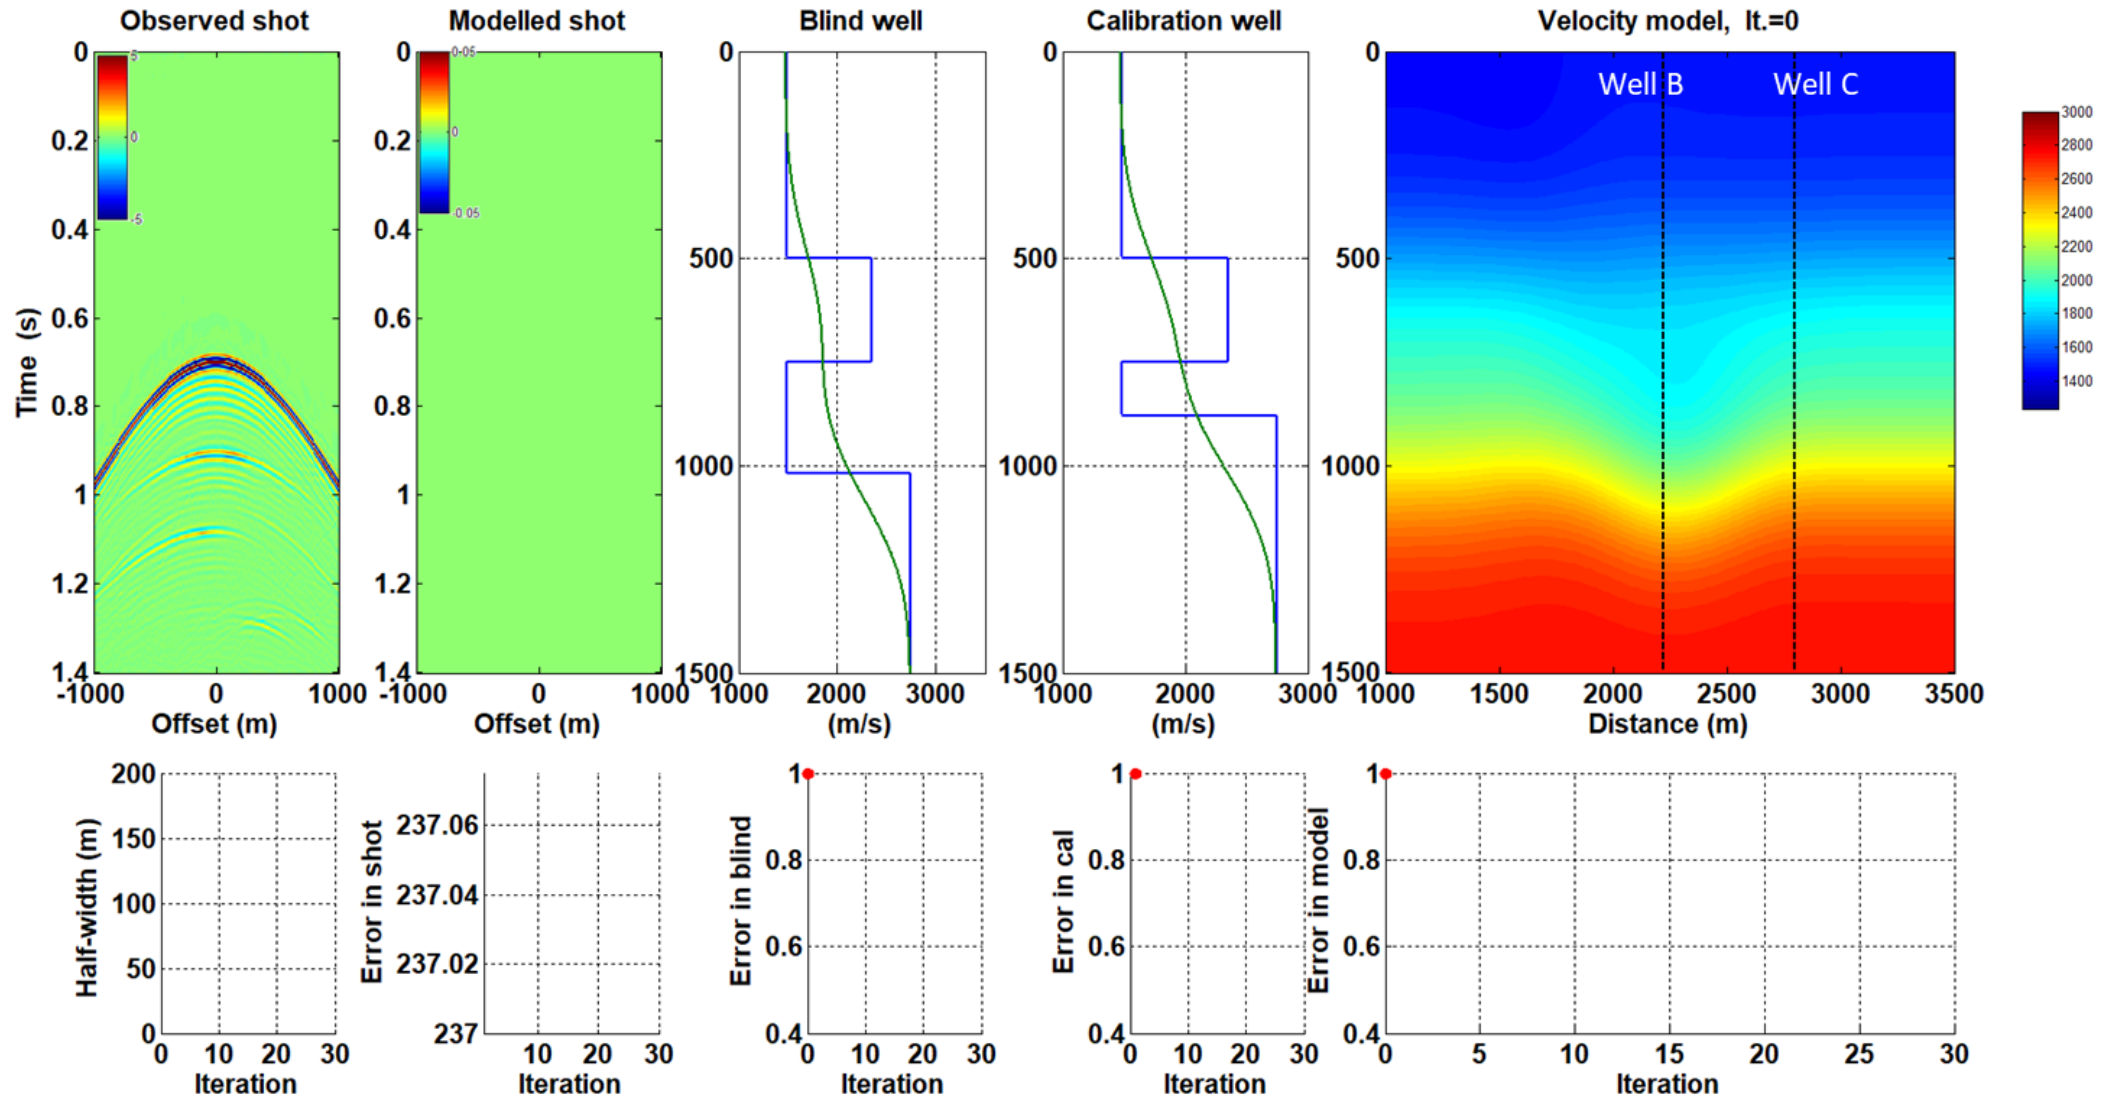 Observed shot
Modelled shot
Blind well
Calibration well
Velocity model, It.=0
0
0.2
0.4
0.6
0.8
1
1.2
1.4
Time (s)
5
0
-5
-1000 0 1000
Offset (m)
0
0.2
0.4
0.6
0.8
1
1.2
1.4
0.05
0
-0.05
-1000 0 1000
Offset (m)
0
500
1000
1500
1000 2000 3000
(m/s)
0
500
1000
1500
1000 2000 3000
(m/s)
Well B
Well C
0
500
1000
1500
1000 1500 2000 2500 3000 3500
Distance (m)
3000
2800
2600
2400
2200
2000
1800
1600
1400
Half-width (m)
200
150
100
50
0
0 10 20 30
Iteration
Error in shot
237.06
237.04
237.02
237
10 20 30
Iteration
Error in blind
1
0.8
0.6
0.4
0 10 20 30
Iteration
Error in cal
1
0.8
0.6
0.4
0 10 20 30
Iteration
Error in model
1
0.8
0.6
0.4
0 5 10 15 20 25 30
Iteration